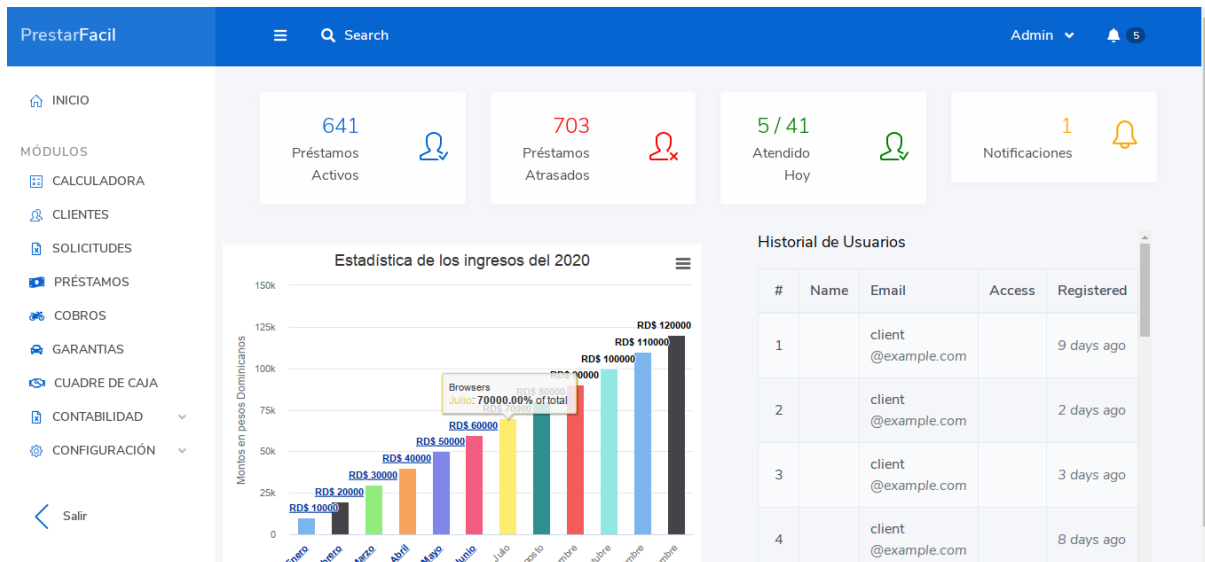 PrestarFacil
Search
Admin
5
INICIO
MÓDULOS
CALCULADORA
CLIENTES
SOLICITUDES
PRÉSTAMOS
COBROS
GARANTIAS
CUADRE DE CAJA
CONTABILIDAD
CONFIGURACIÓN
Salir
641
Préstamos
Activos
703
Préstamos
Atrasados
5 / 41
Atendido
Hoy
1
Notificaciones
Estadística de los ingresos del 2020
Montos en pesos Dominicanos
150k
125k
100k
75k
50k
25k
0
RD$ 10000
RD$ 20000
RD$ 30000
RD$ 40000
RD$ 50000
RD$ 60000
RD$ 70000
RD$ 80000
RD$ 90000
RD$ 100000
RD$ 110000
RD$ 120000
Browsers
Julio: 70000.00% of total
Enero
Marzo
Abril
Mayo
Junio
Julio
Historial de Usuarios
# Name Email Access Registered
1 client @example.com 9 days ago
2 client @example.com 2 days ago
3 client @example.com 3 days ago
4 client @example.com 8 days ago